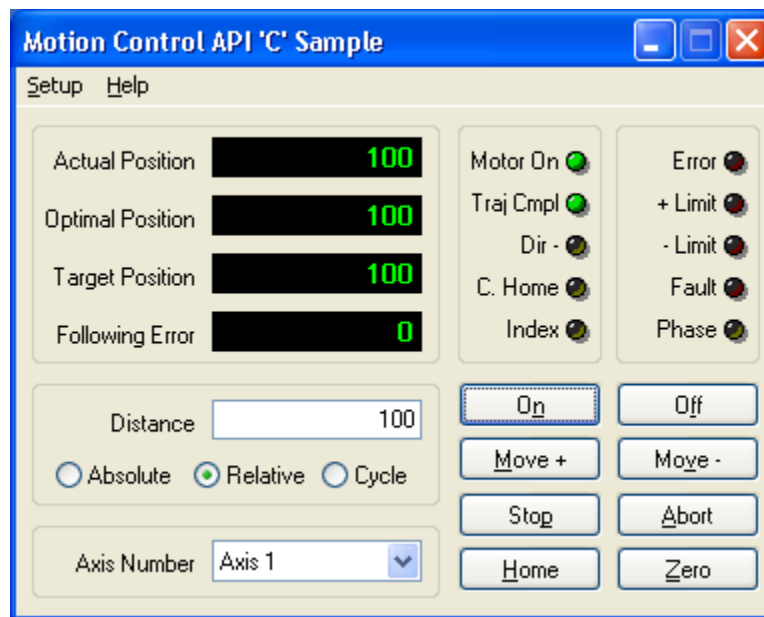 Motion Control API 'C' Sample
Setup Help
Actual Position 100
Optimal Position 100
Target Position 100
Following Error 0
Motor On
Traj Cmpl
Dir -
C. Home
Index
Error
+ Limit
- Limit
Fault
Phase
Distance 100
Absolute Relative Cycle
Axis Number Axis 1
On Off
Move + Move -
Stop Abort
Home Zero